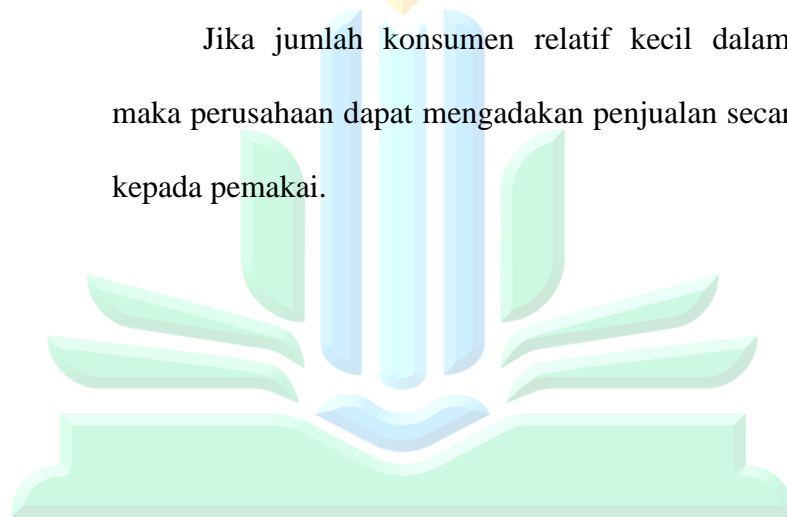 Jika jumlah konsumen relatif kecil dalam
maka perusahaan dapat mengadakan penjualan secar
kepada pemakai.